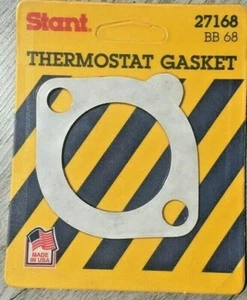 Stant
27168
BB 68
THERMOSTAT GASKET
MADE IN
USA